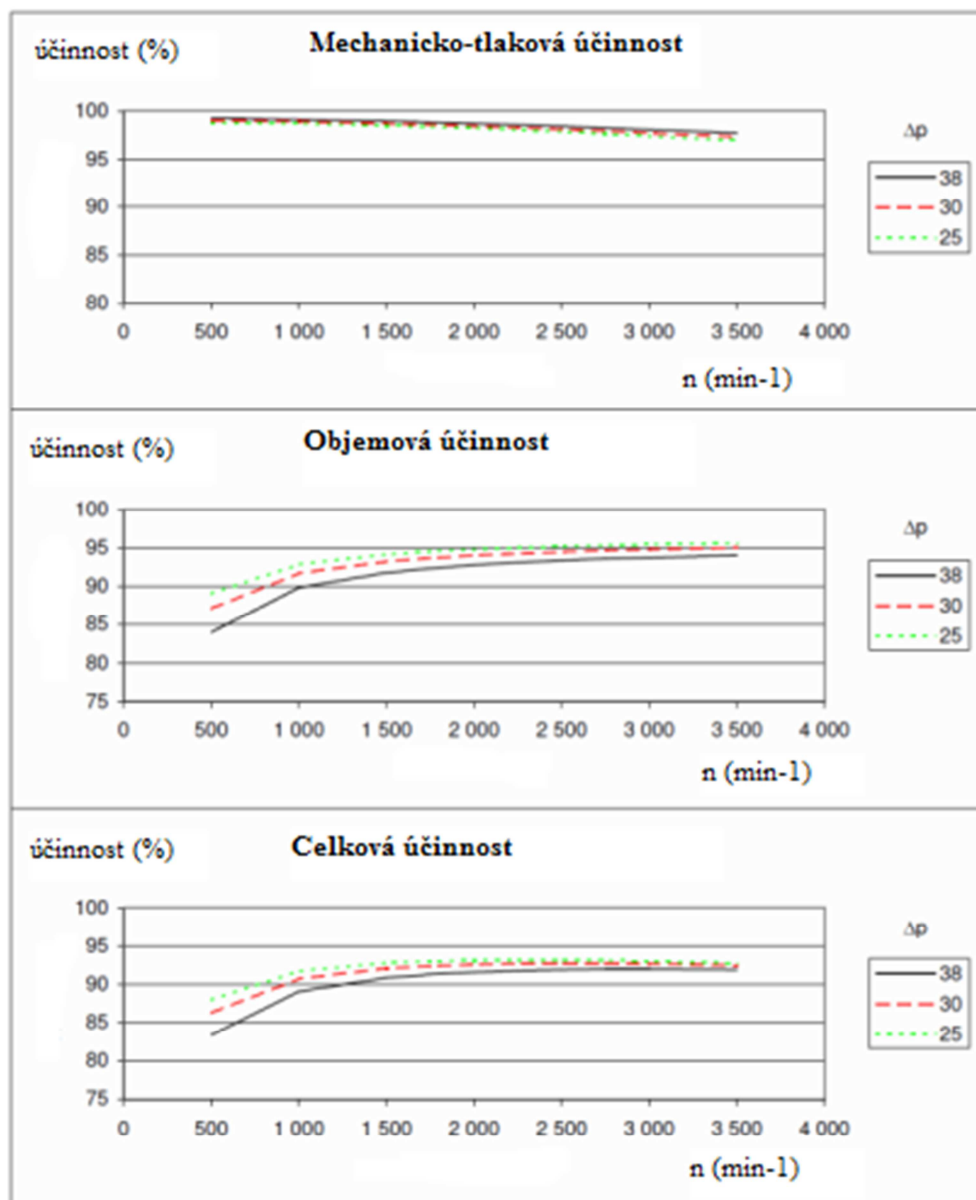 Mechanicko-tlaková účinnost
účinnost (%)
100
95
90
85
80
0 500 1 000 1 500 2 000 2 500 3 000 3 500 4 000
n (min-1)
Δp
38
30
25
Objemová účinnost
účinnost (%)
100
95
90
85
80
75
0 500 1 000 1 500 2 000 2 500 3 000 3 500 4 000
n (min-1)
Δp
38
30
25
Celková účinnost
účinnost (%)
100
95
90
85
80
75
0 500 1 000 1 500 2 000 2 500 3 000 3 500 4 000
n (min-1)
Δp
38
30
25